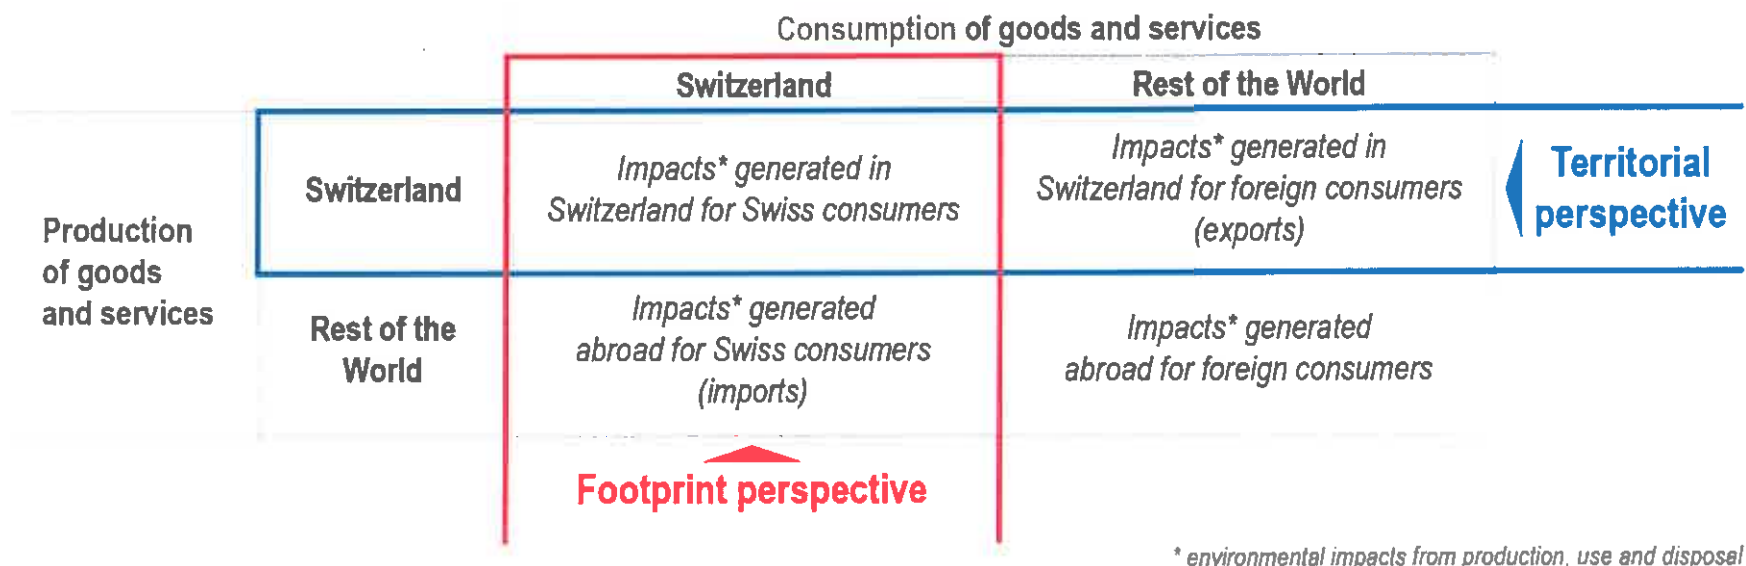 Consumption of goods and services
Switzerland
Rest of the World
Production
of goods
and services
Switzerland
Impacts* generated in
Switzerland for Swiss consumers
Impacts* generated in
Switzerland for foreign consumers
(exports)
Territorial
perspective
Rest of the
World
Impacts* generated
abroad for Swiss consumers
(imports)
Impacts* generated
abroad for foreign consumers
Footprint perspective
* environmental impacts from production, use and disposal